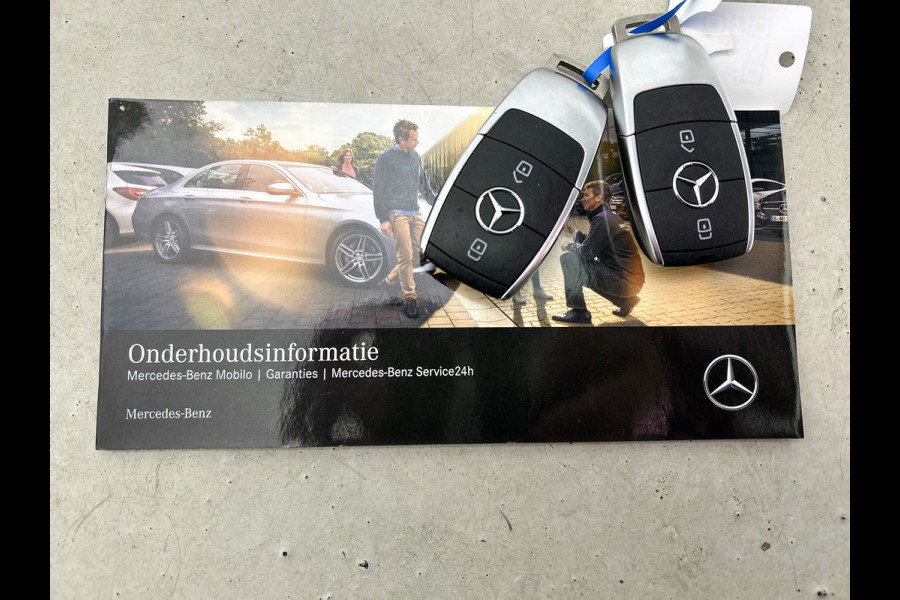 Onderhoudsinformatie
Mercedes-Benz Mobilo | Garanties | Mercedes-Benz Service24h
Mercedes-Benz